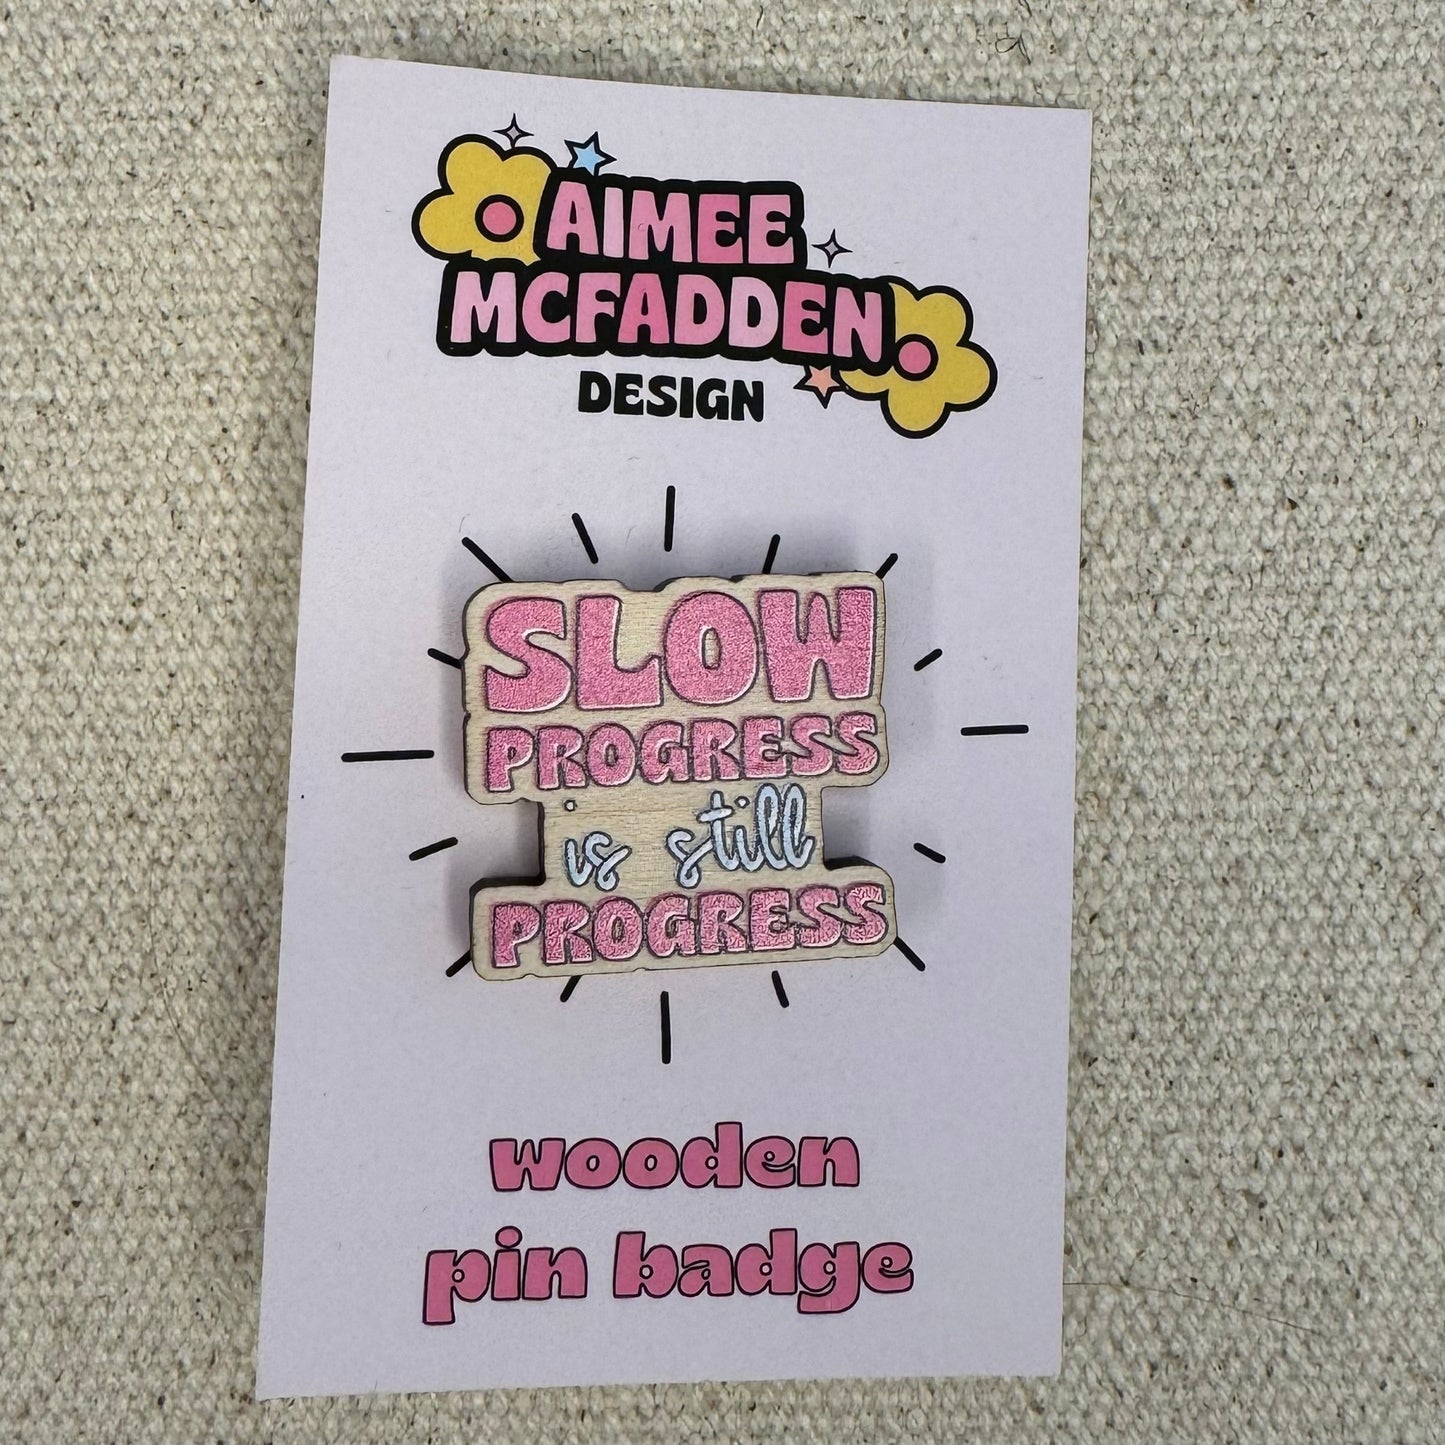 AIMEE
MCFADDEN
DESIGN
SLOW
PROGRESS
is still
PROGRESS
wooden
pin badge